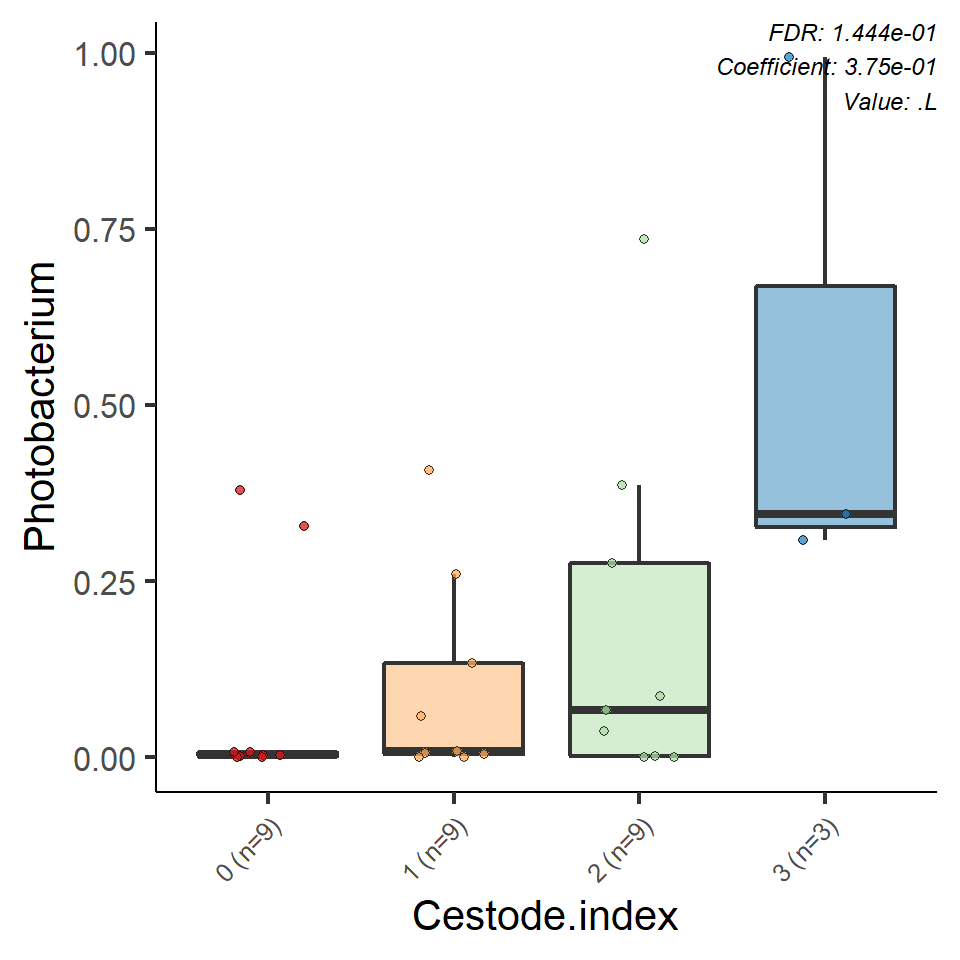 FDR: 1.444e-01
Coefficient: 3.75e-01
Value: .L
1.00
0.75
0.50
0.25
0.00
Photobacterium
0 (n=9)
1 (n=9)
2 (n=9)
3 (n=3)
Cestode.index